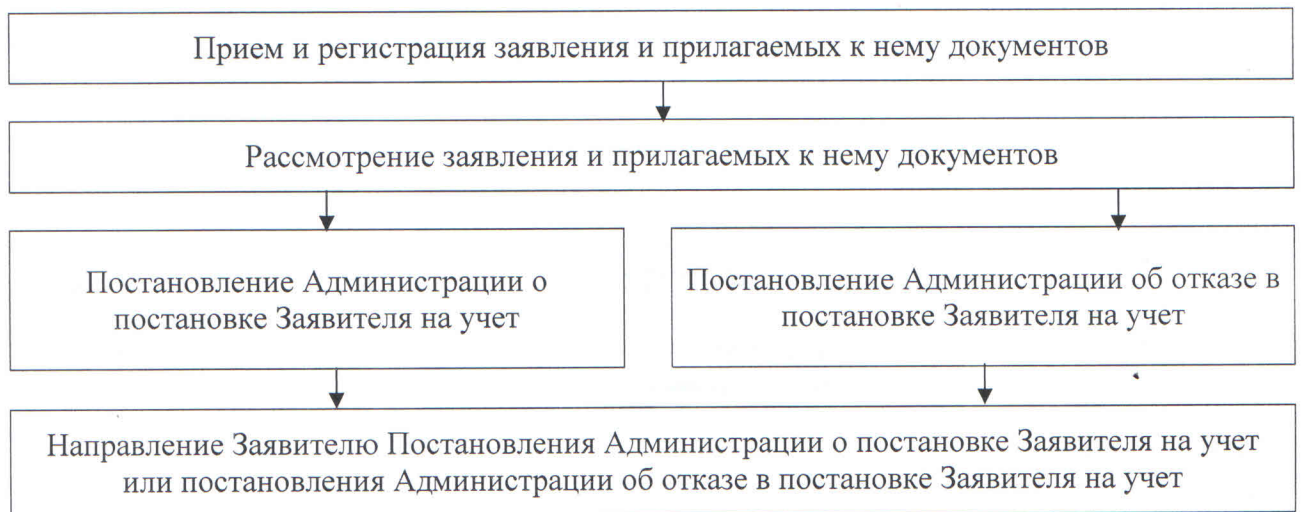 Прием и регистрация заявления и прилагаемых к нему документов
Рассмотрение заявления и прилагаемых к нему документов
Постановление Администрации о
постановке Заявителя на учет
Постановление Администрации об отказе в
постановке Заявителя на учет
Направление Заявителю Постановления Администрации о постановке Заявителя на учет
или постановления Администрации об отказе в постановке Заявителя на учет